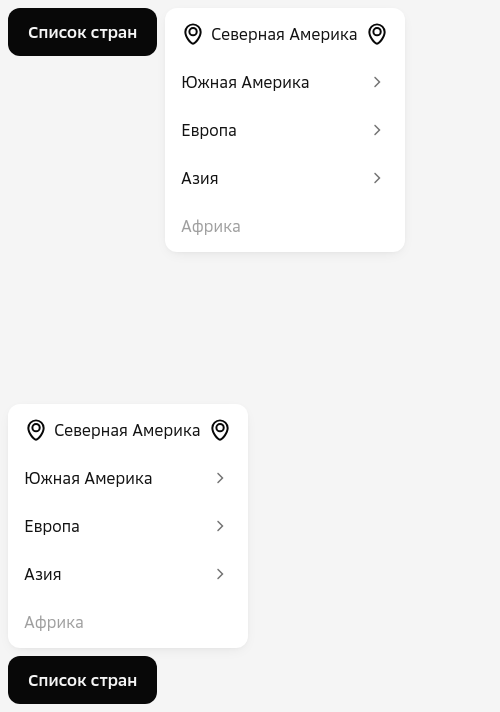 Список стран
Северная Америка
Южная Америка
Европа
Азия
Африка
Северная Америка
Южная Америка
Европа
Азия
Африка
Список стран